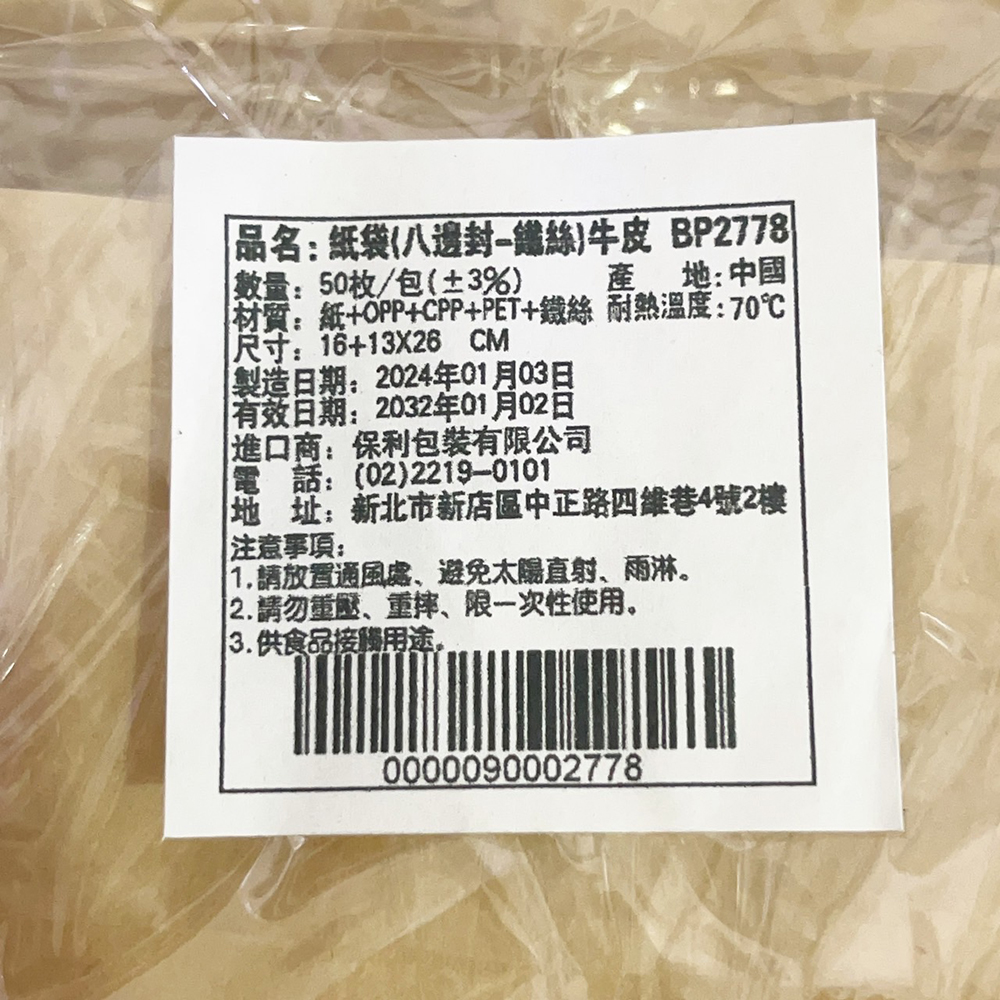 品名：紙袋(八邊封-鐵絲)牛皮 BP2778
數量：50枚/包(±3%) 產 地：中國
材質：紙+OPP+CPP+PET+鐵絲 耐熱溫度：70℃
尺寸：16+13X26 CM
製造日期：2024年01月03日
有效日期：2032年01月02日
進口商：保利包裝有限公司
電 話：(02)2219-0101
地 址：新北市新店區中正路四維巷4號2樓
注意事項：
1.請放置通風處、避免太陽直射、雨淋。
2.請勿重壓、重摔、限一次性使用。
3.供食品接觸用途。
0000090002778